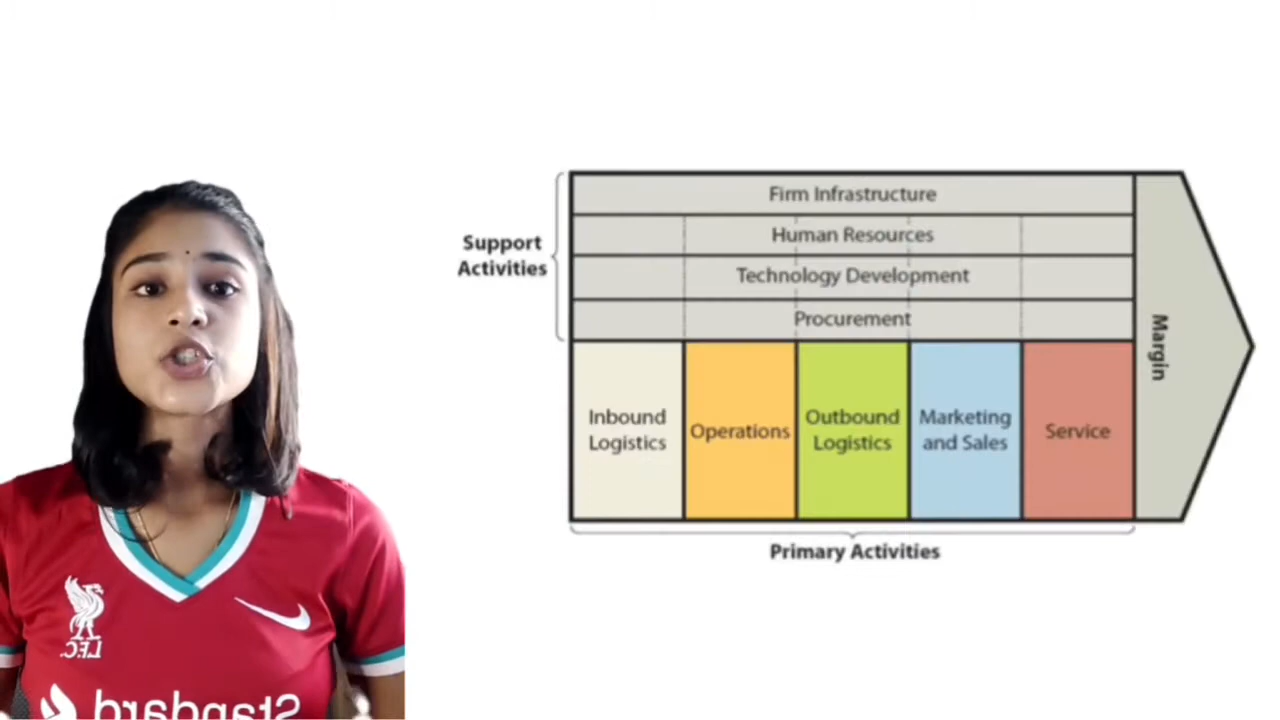 Support
Activities
Firm Infrastructure
Human Resources
Technology Development
Procurement
Inbound
Logistics
Operations
Outbound
Logistics
Marketing
and Sales
Service
Margin
Primary Activities
L.F.C.
Standard